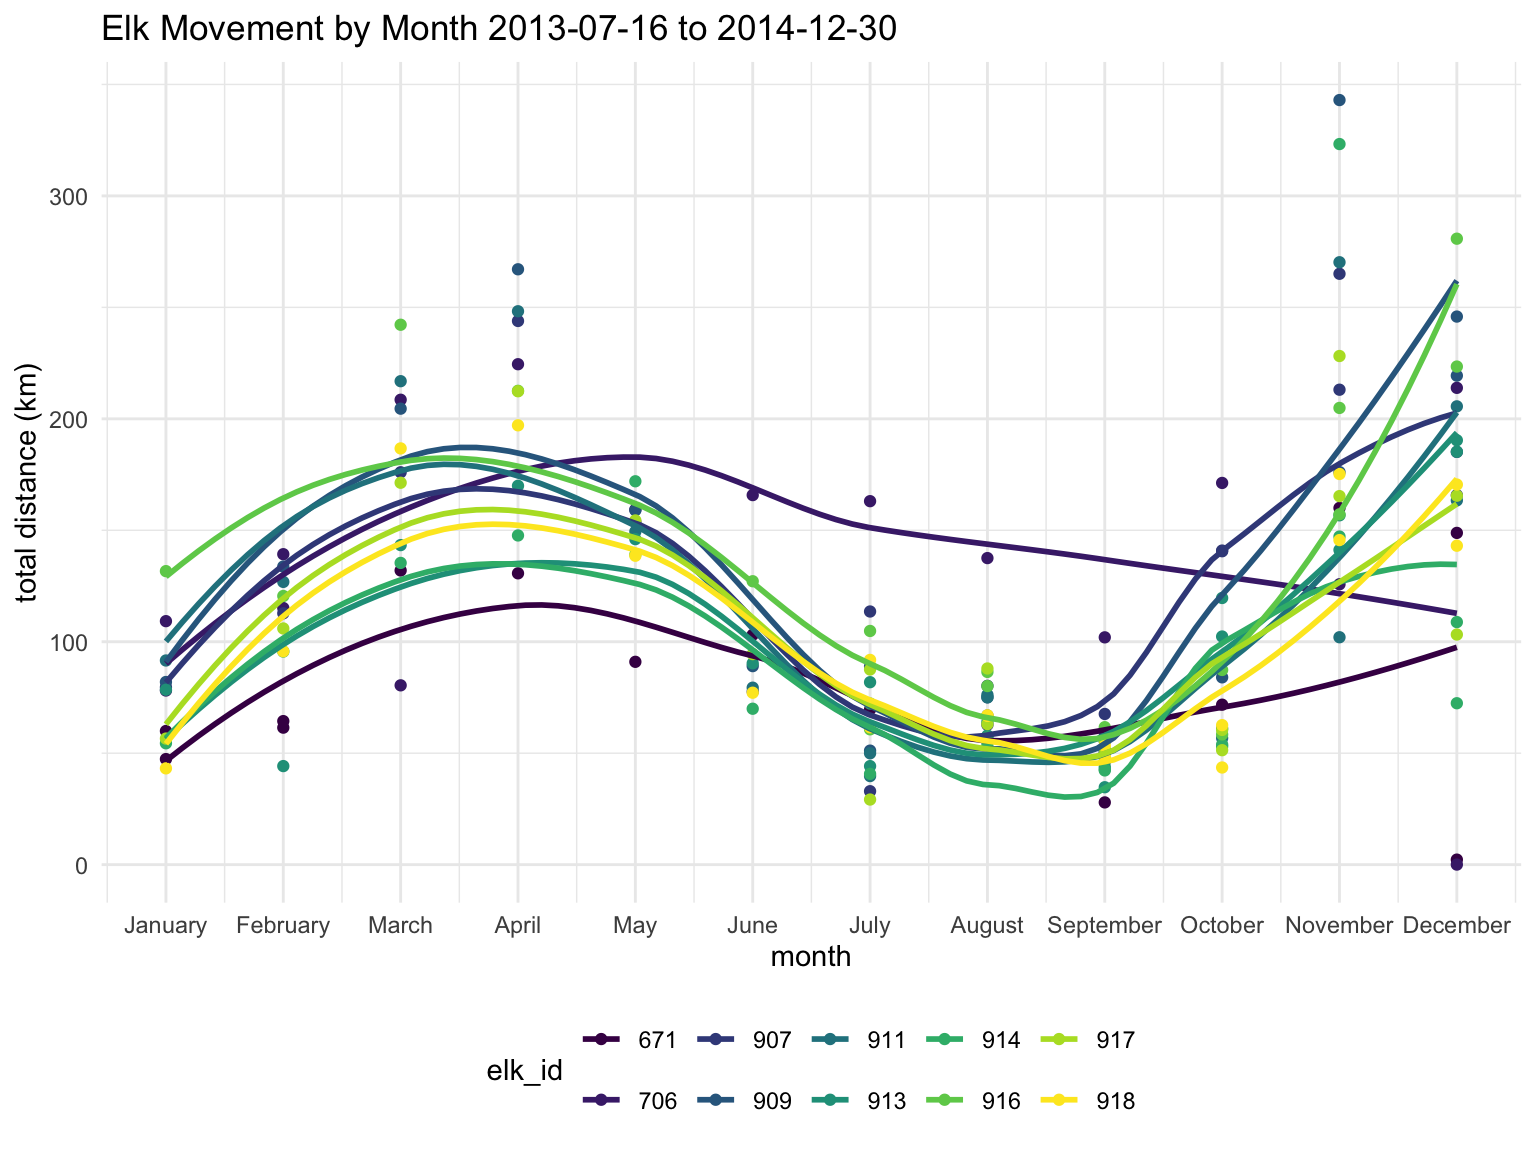 Elk Movement by Month 2013-07-16 to 2014-12-30
total distance (km)
300
200
100
0
January February March April May June July August September October November December
month
elk_id
671 907 911 914 917
706 909 913 916 918